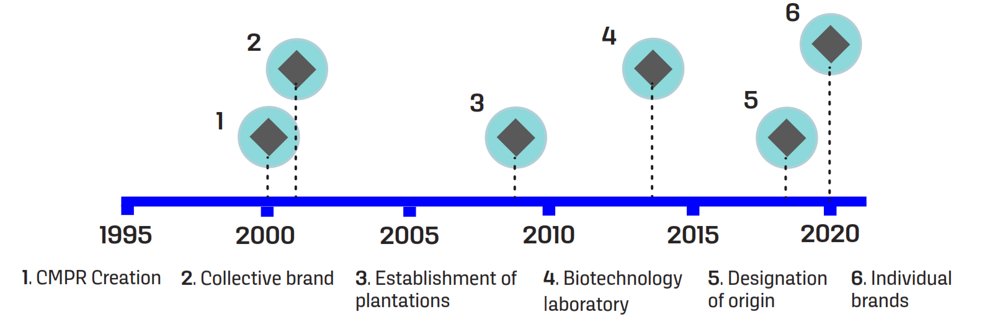 6
2
4
5
3
1
1995
2000
2005
2010
2015
2020
1. CMPR Creation
2. Collective brand
3. Establishment of
plantations
4. Biotechnology
laboratory
5. Designation
of origin
6. Individual
brands